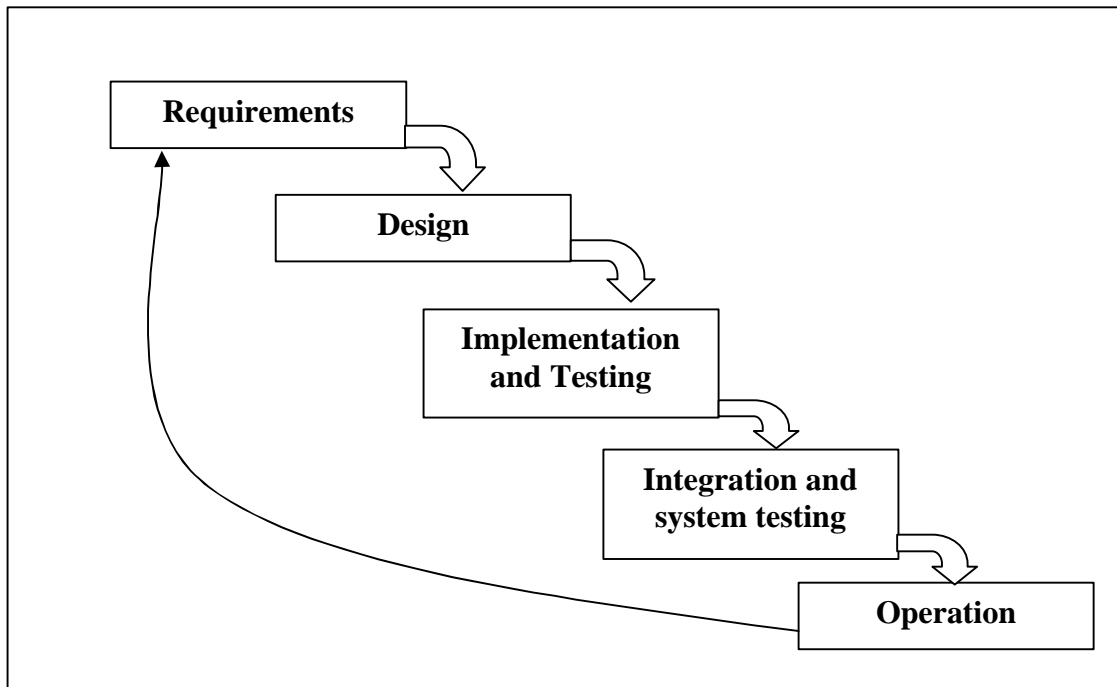 Requirements
Design
Implementation
and Testing
Integration and
system testing
Operation